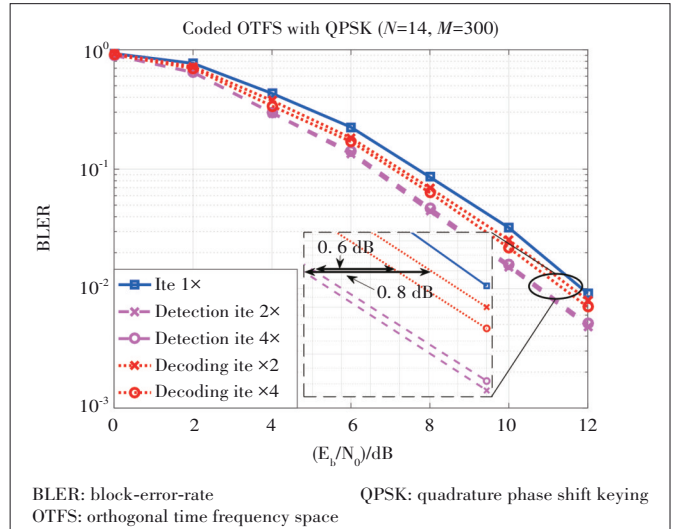 Coded OTFS with QPSK (N=14, M=300)
10⁰
10⁻¹
10⁻²
10⁻³
BLER
0. 6 dB
0. 8 dB
Ite 1×
Detection ite 2×
Detection ite 4×
Decoding ite ×2
Decoding ite ×4
0 2 4 6 8 10 12
(E_b/N_0)/dB
BLER: block-error-rate QPSK: quadrature phase shift keying
OTFS: orthogonal time frequency space